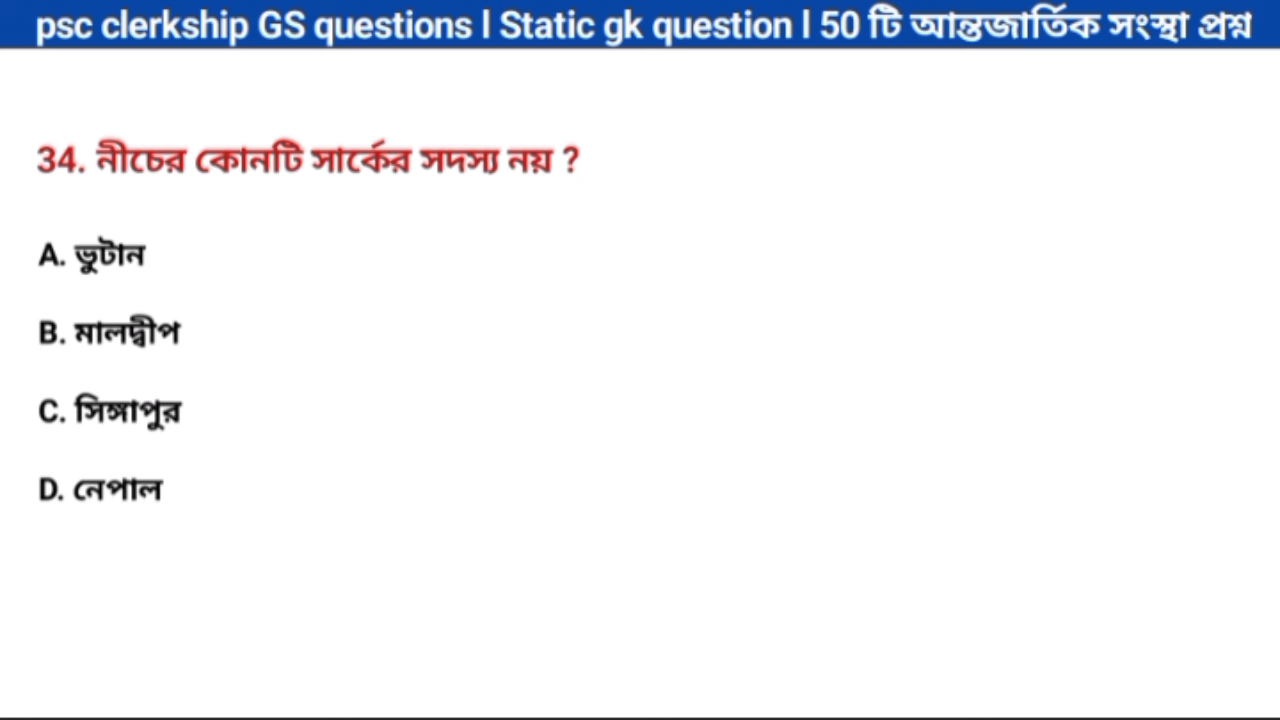 psc clerkship GS questions l Static gk question l 50 টি আন্তজার্তিক সংস্থা প্রশ্ন
34. নীচের কোনটি সার্কের সদস্য নয় ?
A. ভুটান
B. মালদ্বীপ
C. সিঙ্গাপুর
D. নেপাল